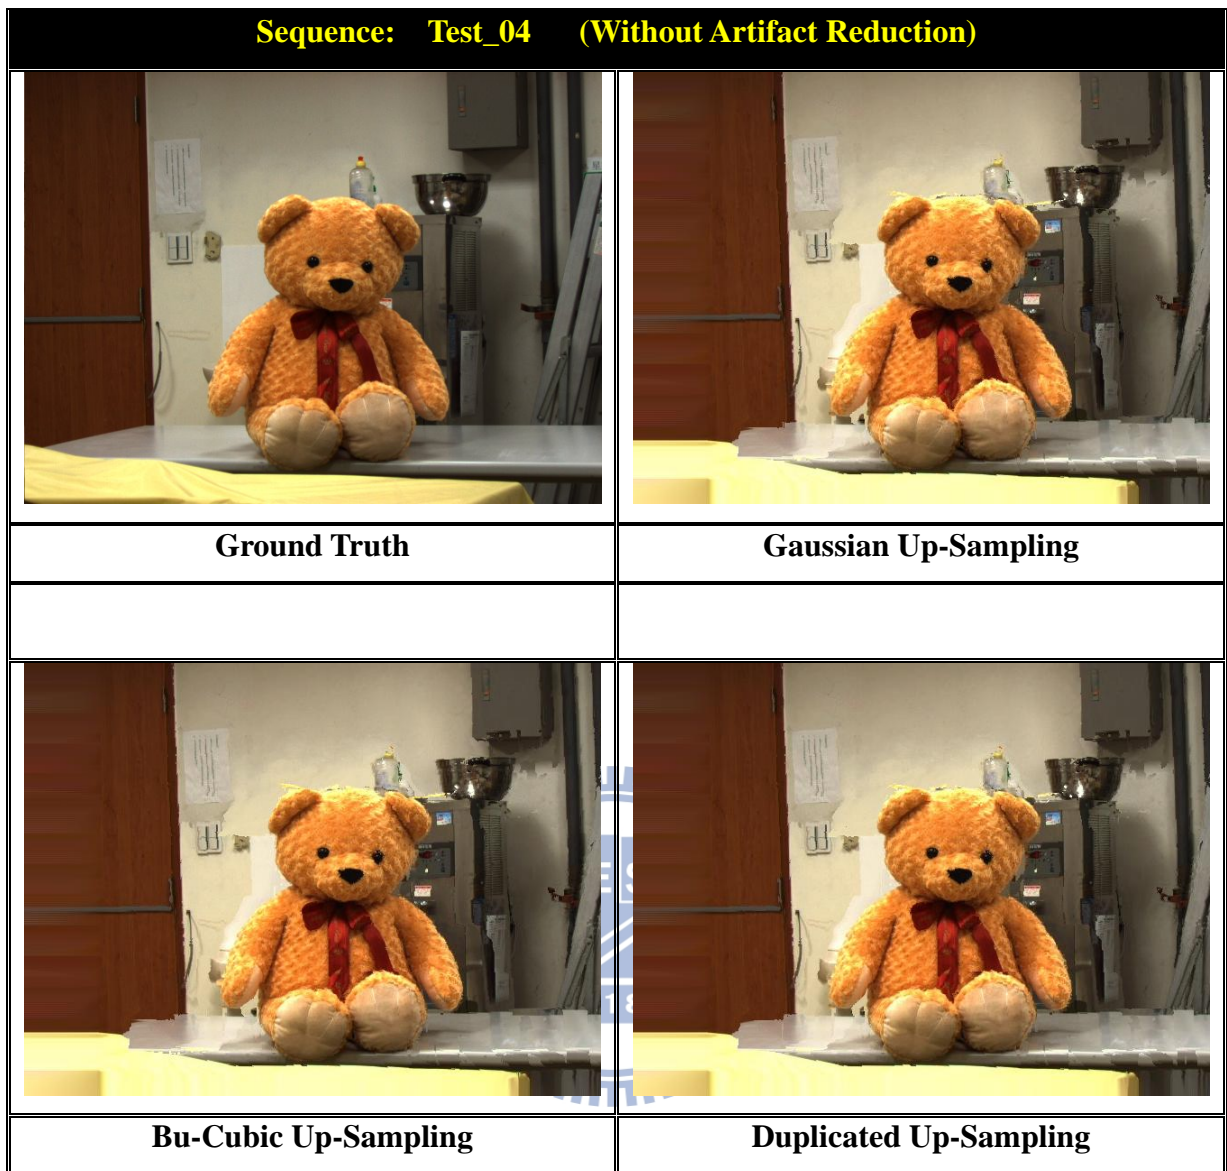 Sequence: Test_04 (Without Artifact Reduction)
Ground Truth
Gaussian Up-Sampling
Bu-Cubic Up-Sampling
Duplicated Up-Sampling